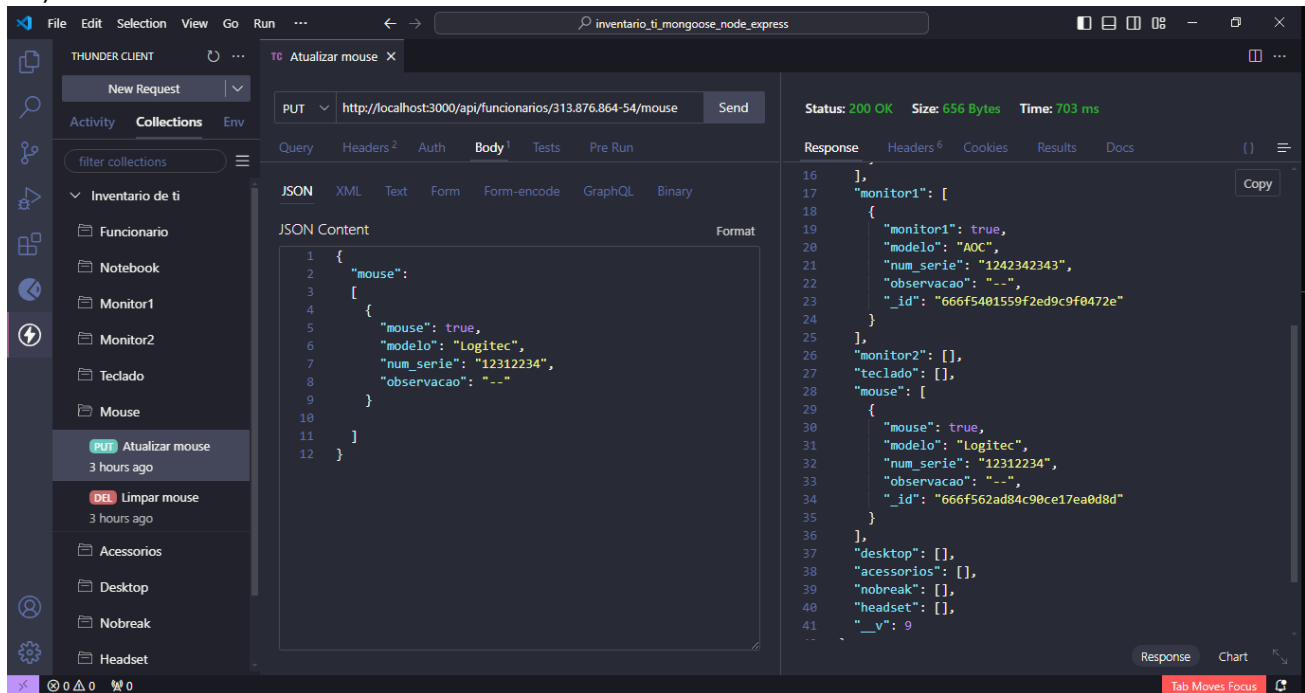 File Edit Selection View Go Run ···
inventario_ti_mongoose_node_express
THUNDER CLIENT
New Request
Activity Collections Env
filter collections
Inventario de ti
Funcionario
Notebook
Monitor1
Monitor2
Teclado
Mouse
PUT Atualizar mouse
3 hours ago
DEL Limpar mouse
3 hours ago
Acessorios
Desktop
Nobreak
Headset
TC Atualizar mouse
PUT http://localhost:3000/api/funcionarios/313.876.864-54/mouse Send
Query Headers 2 Auth Body 1 Tests Pre Run
JSON XML Text Form Form-encode GraphQL Binary
JSON Content Format
1 {
2 "mouse":
3 [
4 {
5 "mouse": true,
6 "modelo": "Logitec",
7 "num_serie": "12312234",
8 "observacao": "--"
9 }
10
11 ]
12 }
Status: 200 OK Size: 656 Bytes Time: 703 ms
Response Headers 6 Cookies Results Docs {}
Copy
16 ],
17 "monitor1": [
18 {
19 "monitor1": true,
20 "modelo": "AOC",
21 "num_serie": "1242342343",
22 "observacao": "--",
23 "_id": "666f5401559f2ed9c9f0472e"
24 }
25 ],
26 "monitor2": [],
27 "teclado": [],
28 "mouse": [
29 {
30 "mouse": true,
31 "modelo": "Logitec",
32 "num_serie": "12312234",
33 "observacao": "--",
34 "_id": "666f562ad84c90ce17ea0d8d"
35 }
36 ],
37 "desktop": [],
38 "acessorios": [],
39 "nobreak": [],
40 "headset": [],
41 "__v": 9
Response Chart
0 0 0 Tab Moves Focus